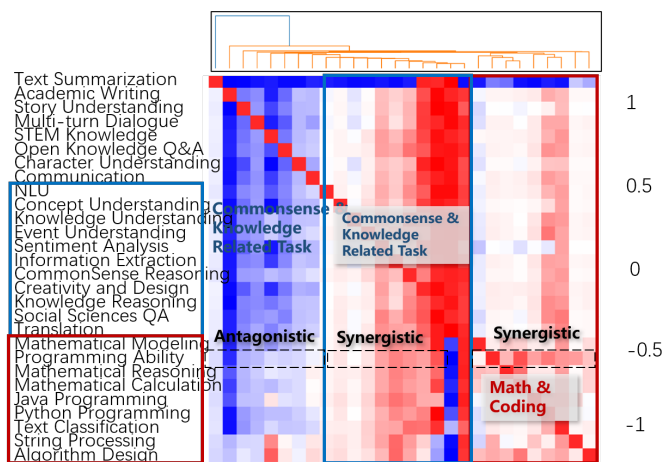 Text Summarization
Academic Writing
Story Understanding
Multi-turn Dialogue
STEM Knowledge
Open Knowledge Q&A
Character Understanding
Communication
NLU
Concept Understanding
Knowledge Understanding
Event Understanding
Sentiment Analysis
Information Extraction
CommonSense Reasoning
Creativity and Design
Knowledge Reasoning
Social Sciences QA
Translation
Mathematical Modeling
Programming Ability
Mathematical Reasoning
Mathematical Calculation
Java Programming
Python Programming
Text Classification
String Processing
Algorithm Design
Commonsense &
Knowledge
Related Task
Commonsense &
Knowledge
Related Task
Antagonistic
Synergistic
Synergistic
Math &
Coding
1
0.5
0
-0.5
-1